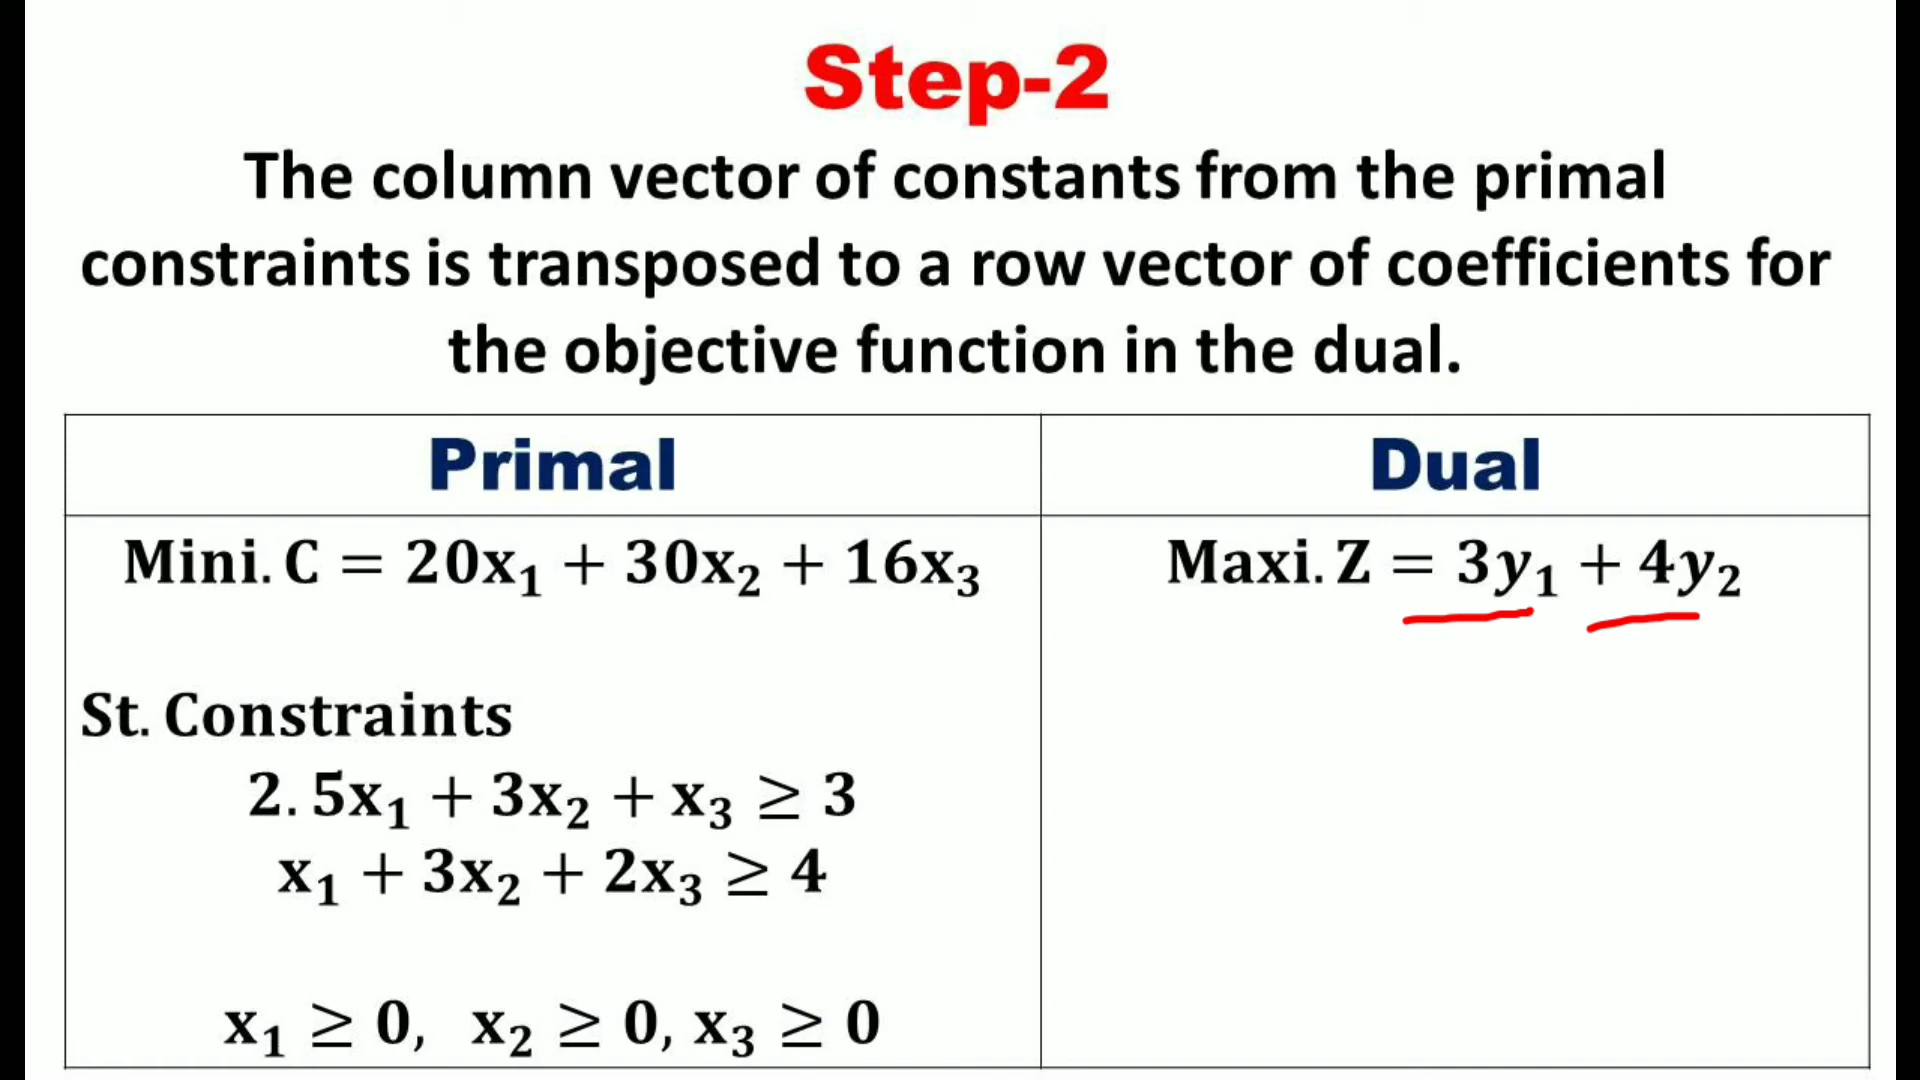 Step-2
The column vector of constants from the primal
constraints is transposed to a row vector of coefficients for
the objective function in the dual.
Primal
Dual
Mini. C = 20x₁ + 30x₂ + 16x₃
Maxi. Z = 3y₁ + 4y₂
St. Constraints
2. 5x₁ + 3x₂ + x₃ ≥ 3
x₁ + 3x₂ + 2x₃ ≥ 4
x₁ ≥ 0, x₂ ≥ 0, x₃ ≥ 0